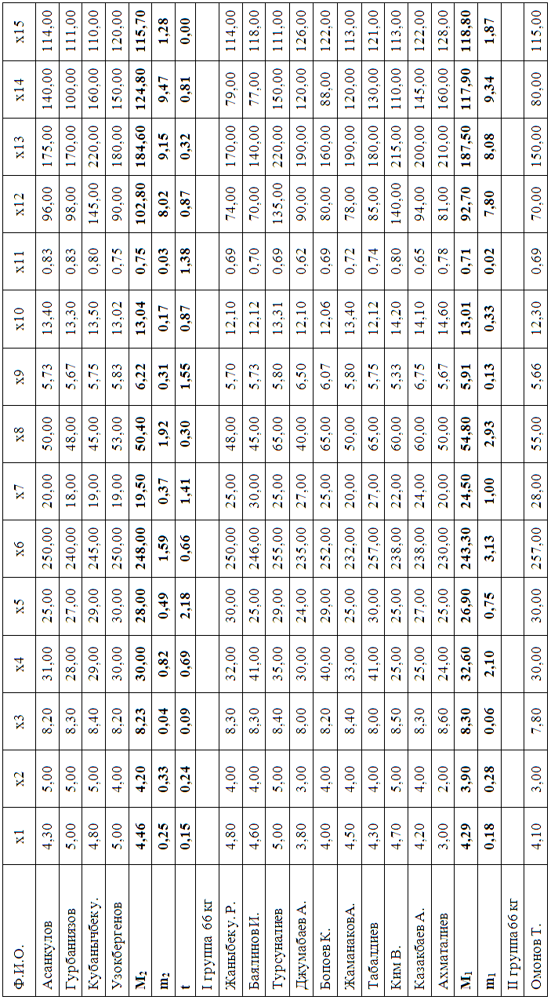 Ф.И.О. x1 x2 x3 x4 x5 x6 x7 x8 x9 x10 x11 x12 x13 x14 x15
Асанкулов 4,30 5,00 8,20 31,00 25,00 250,00 20,00 50,00 5,73 13,40 0,83 96,00 175,00 140,00 114,00
Гурбаниязов 5,00 5,00 8,30 28,00 27,00 240,00 18,00 48,00 5,67 13,30 0,83 98,00 170,00 100,00 111,00
Кубанычбек у. 4,80 5,00 8,40 29,00 29,00 245,00 19,00 45,00 5,75 13,50 0,80 145,00 220,00 160,00 110,00
Узокбергенов 5,00 4,00 8,20 30,00 30,00 250,00 19,00 53,00 5,83 13,02 0,75 90,00 180,00 150,00 120,00
M2 4,46 4,20 8,23 30,00 28,00 248,00 19,50 50,40 6,22 13,04 0,75 102,80 184,60 124,80 115,70
m2 0,25 0,33 0,04 0,82 0,49 1,59 0,37 1,92 0,31 0,17 0,03 8,02 9,15 9,47 1,28
t 0,15 0,24 0,09 0,69 2,18 0,66 1,41 0,30 1,55 0,87 1,38 0,87 0,32 0,81 0,00
I группа 66 кг
Жаныбек у. Р. 4,80 4,00 8,30 32,00 30,00 250,00 25,00 48,00 5,70 12,10 0,69 74,00 170,00 79,00 114,00
Баялинов И. 4,60 4,00 8,30 41,00 25,00 246,00 30,00 45,00 5,73 12,12 0,70 70,00 140,00 77,00 118,00
Турсуналиев 5,00 5,00 8,40 35,00 29,00 255,00 25,00 65,00 5,80 13,31 0,69 135,00 220,00 150,00 111,00
Джумабаев А. 3,80 3,00 8,00 30,00 24,00 235,00 27,00 40,00 6,50 12,10 0,62 90,00 190,00 120,00 126,00
Бопоев К. 4,00 4,00 8,20 40,00 29,00 252,00 25,00 65,00 6,07 12,06 0,69 80,00 160,00 88,00 122,00
ЖаманаковА. 4,50 4,00 8,40 33,00 25,00 232,00 20,00 50,00 5,80 13,40 0,72 78,00 190,00 120,00 113,00
Табалдиев 4,30 4,00 8,00 41,00 30,00 257,00 27,00 65,00 5,75 12,12 0,74 85,00 180,00 130,00 121,00
Ким В. 4,70 5,00 8,50 25,00 25,00 238,00 22,00 60,00 5,33 14,20 0,80 140,00 215,00 110,00 113,00
Казакбаев А. 4,20 4,00 8,30 25,00 27,00 238,00 24,00 60,00 6,75 14,10 0,65 94,00 200,00 145,00 122,00
Ахматалиев 3,00 2,00 8,60 24,00 25,00 230,00 20,00 50,00 5,67 14,60 0,78 81,00 210,00 160,00 128,00
M1 4,29 3,90 8,30 32,60 26,90 243,30 24,50 54,80 5,91 13,01 0,71 92,70 187,50 117,90 118,80
m1 0,18 0,28 0,06 2,10 0,75 3,13 1,00 2,93 0,13 0,33 0,02 7,80 8,08 9,34 1,87
II группа 66 кг
Омонов Т. 4,10 3,00 7,80 30,00 30,00 257,00 28,00 55,00 5,66 12,30 0,69 70,00 150,00 80,00 115,00